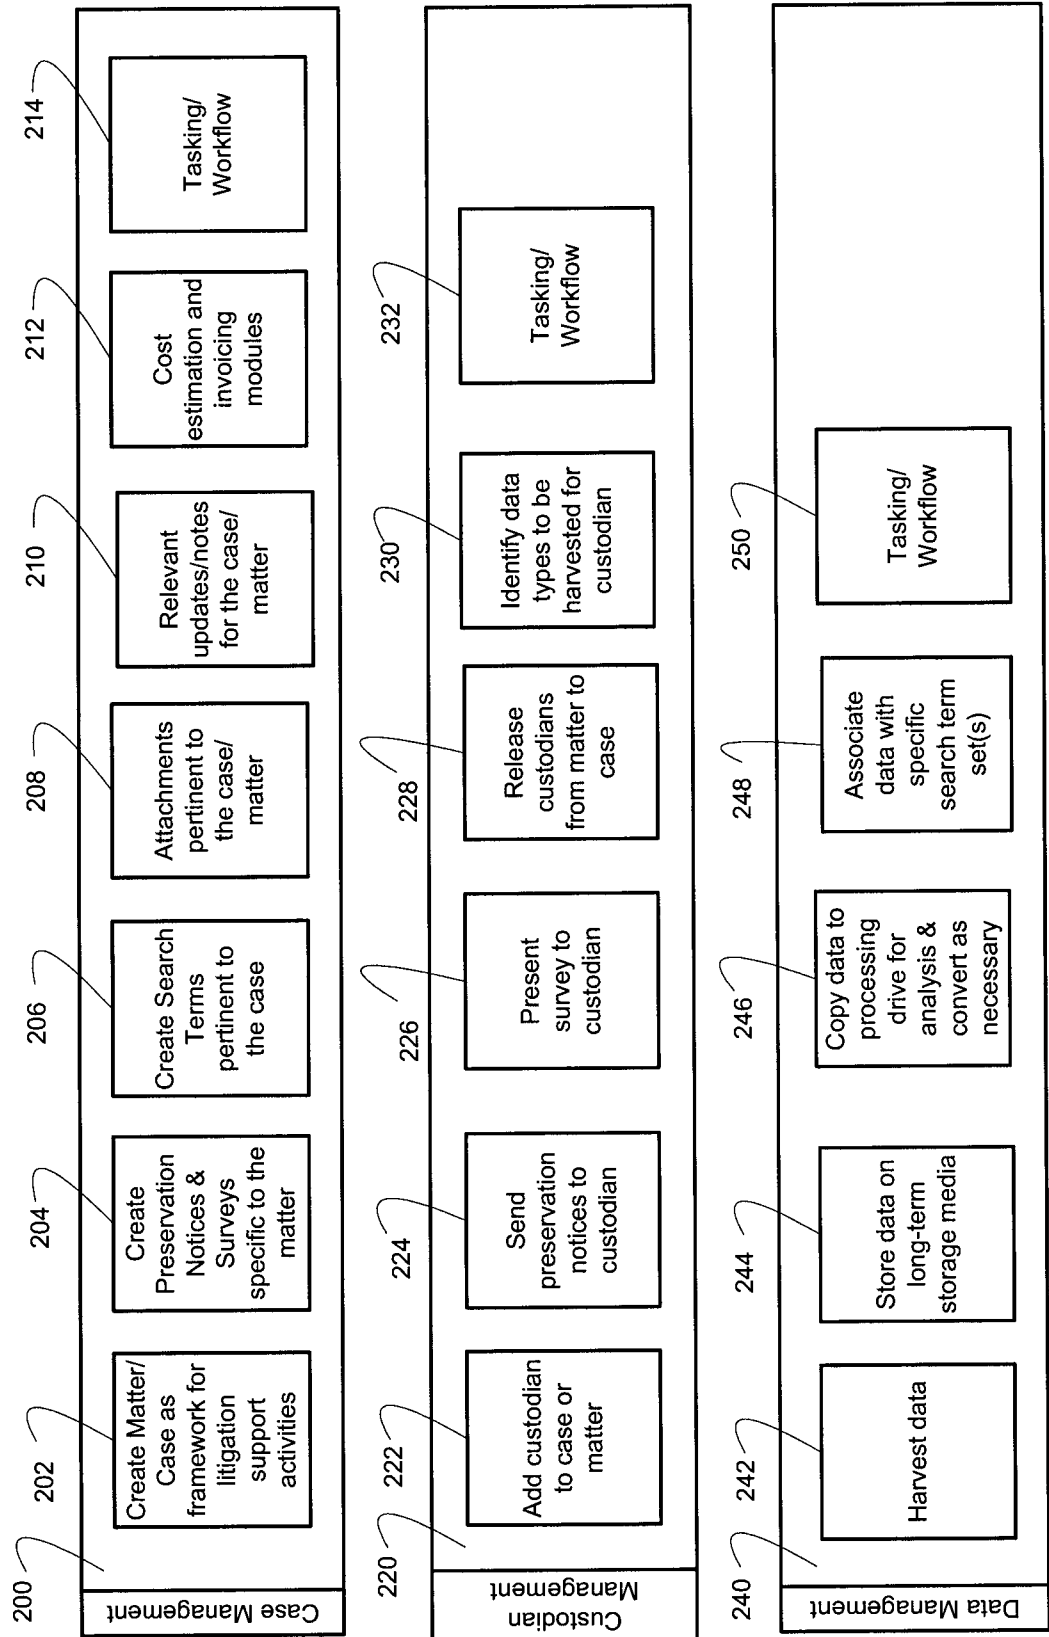 200
202
204
206
208
210
212
214
Case Management
Create Matter/
Case as
framework for
litigation
support
activities
Create
Preservation
Notices &
Surveys
specific to the
matter
Create Search
Terms
pertinent to
the case
Attachments
pertinent to
the case/
matter
Relevant
updates/notes
for the case/
matter
Cost
estimation and
invoicing
modules
Tasking/
Workflow
220
222
224
226
228
230
232
Custodian
Management
Add custodian
to case or
matter
Send
preservation
notices to
custodian
Present
survey to
custodian
Release
custodians
from matter to
case
Identify data
types to be
harvested for
custodian
Tasking/
Workflow
240
242
244
246
248
250
Data Management
Harvest data
Store data on
long-term
storage media
Copy data to
processing
drive for
analysis &
convert as
necessary
Associate
data with
specific
search term
set(s)
Tasking/
Workflow